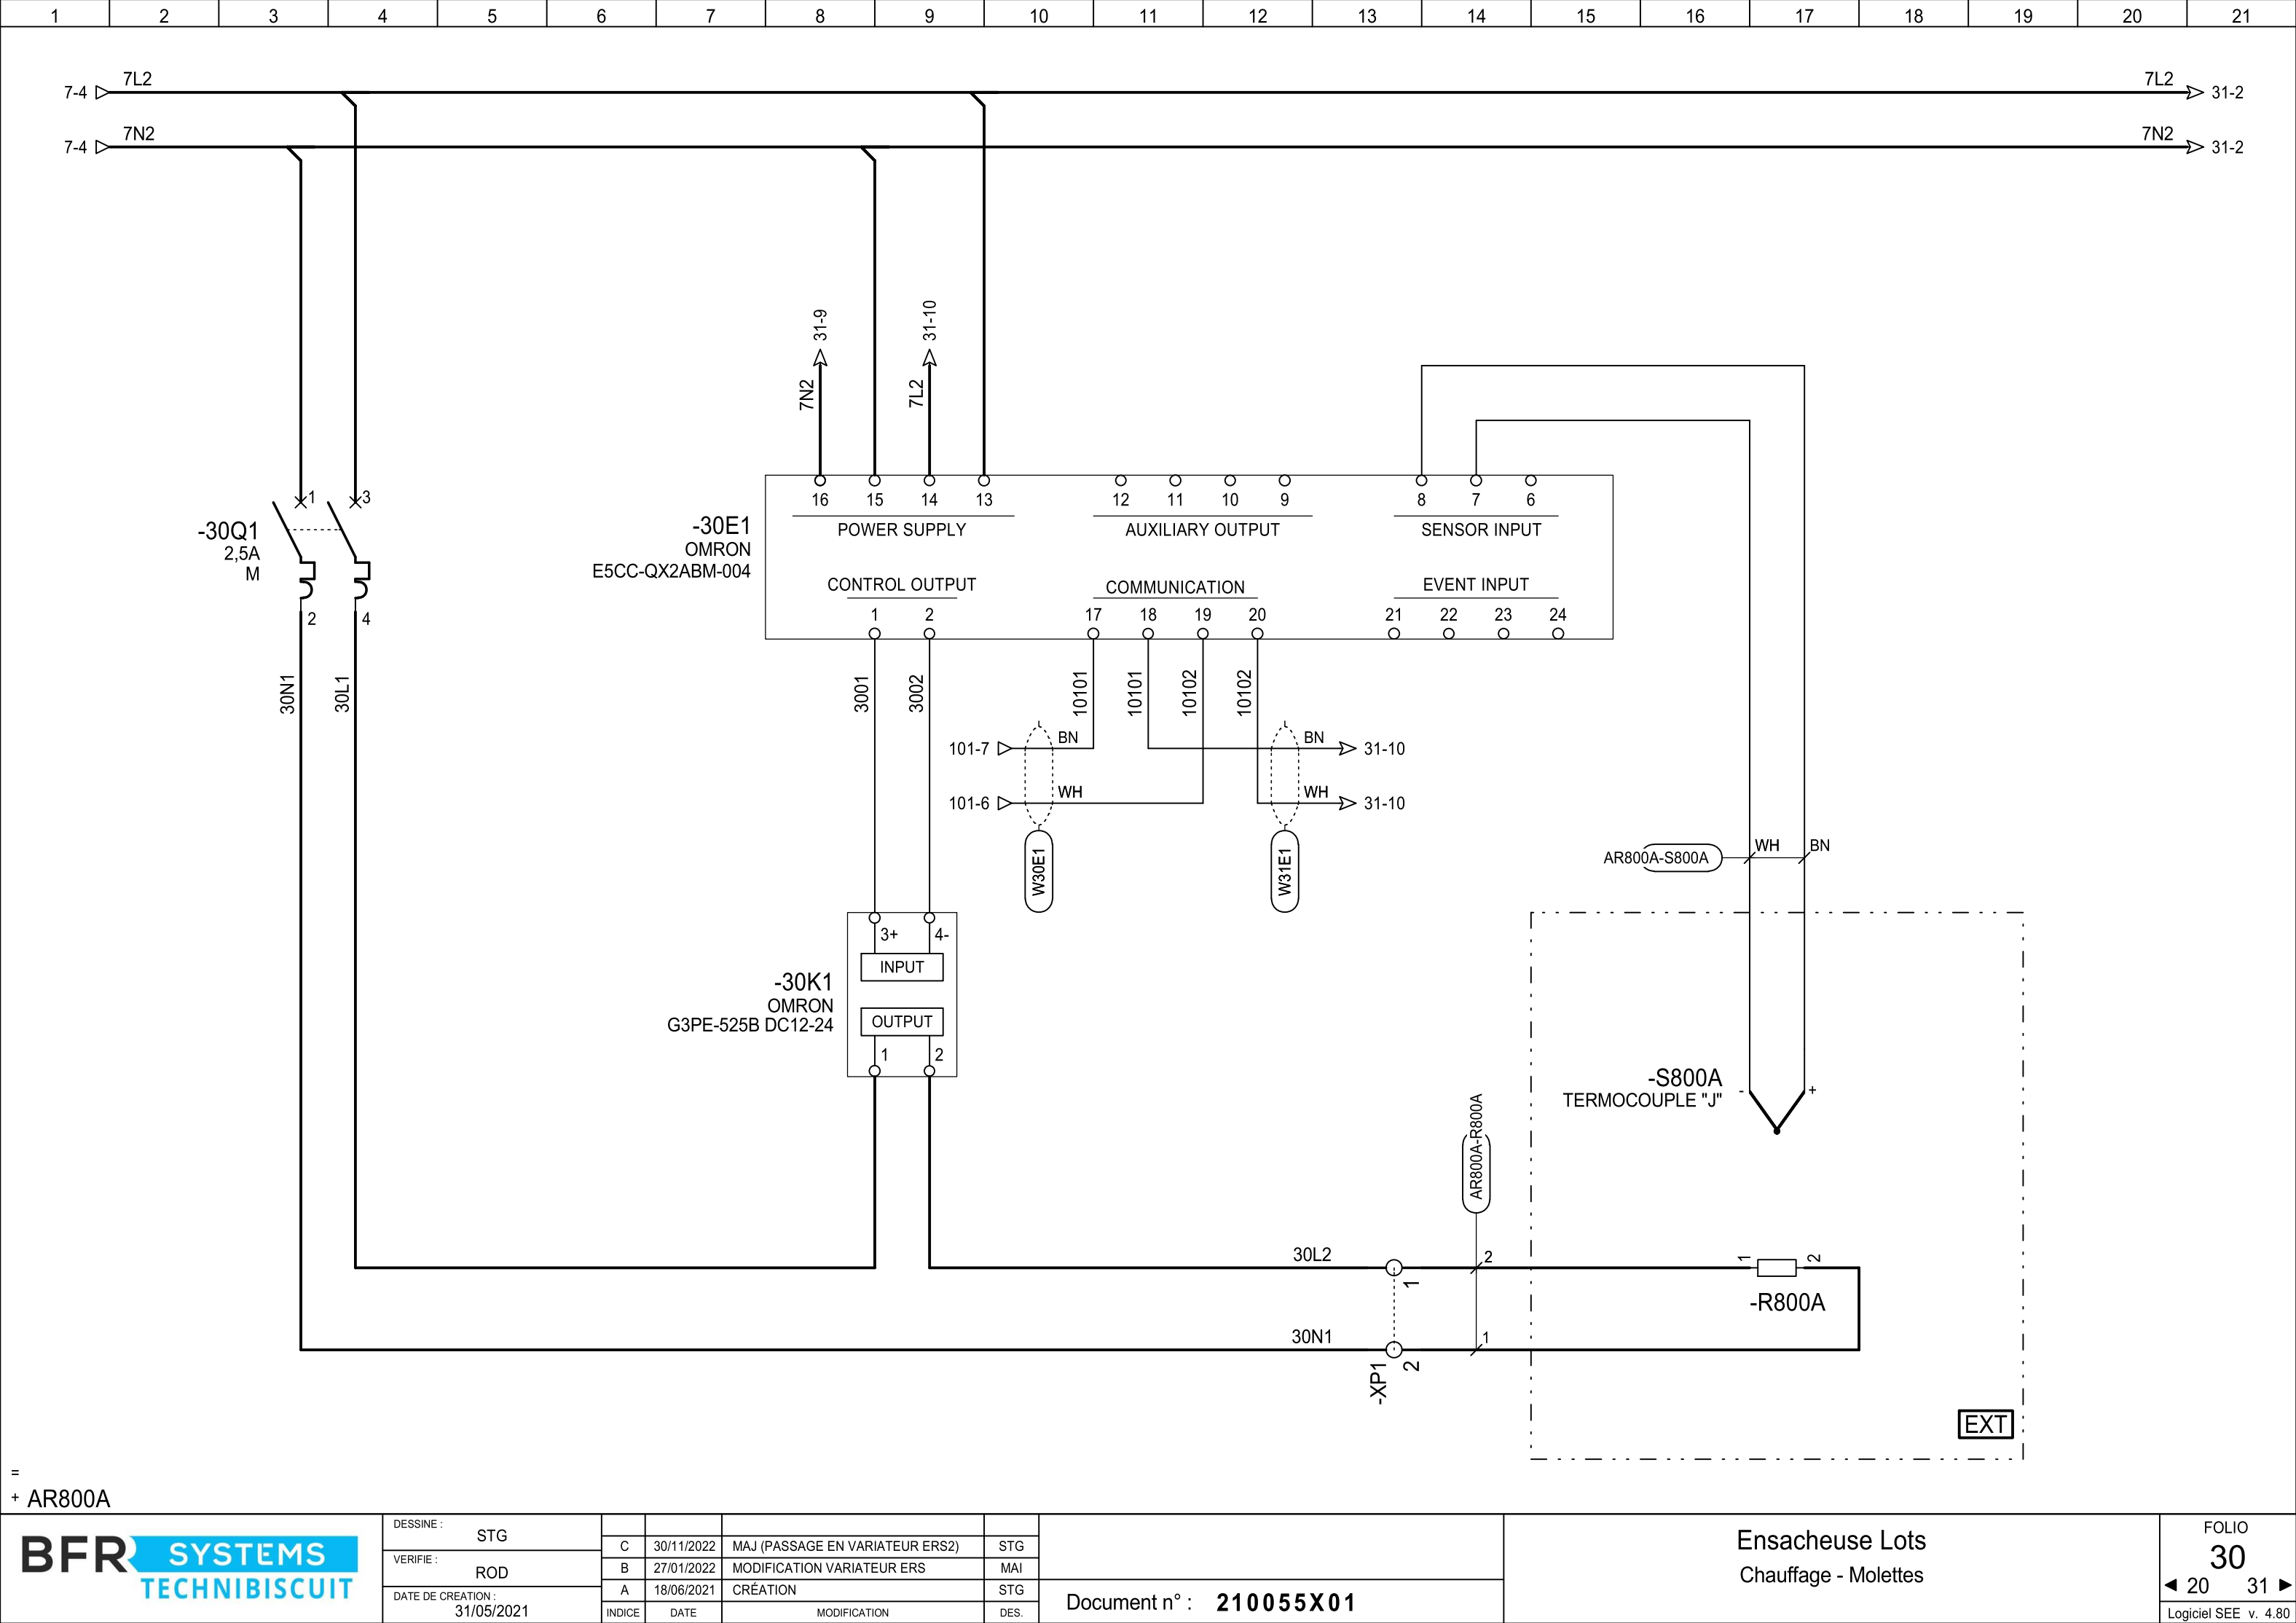 1 2 3 4 5 6 7 8 9 10 11 12 13 14 15 16 17 18 19 20 21
7-4 7L2 7L2 31-2
7-4 7N2 7N2 31-2
31-9 31-10
7N2 7L2
16 15 14 13 12 11 10 9 8 7 6
POWER SUPPLY AUXILIARY OUTPUT SENSOR INPUT
-30E1
OMRON
E5CC-QX2ABM-004
CONTROL OUTPUT COMMUNICATION EVENT INPUT
1 2 17 18 19 20 21 22 23 24
1 3
-30Q1
2,5A
M
2 4
30N1 30L1 3001 3002 10101 10101 10102 10102
101-7 BN BN 31-10
101-6 WH WH 31-10
W30E1 W31E1
AR800A-S800A WH BN
3+ 4-
INPUT
-30K1
OMRON
G3PE-525B DC12-24
OUTPUT
1 2
-S800A
TERMOCOUPLE "J"
- +
AR800A-R800A
30L2 1 2 1 2
-R800A
30N1 2 1
-XP1
EXT
=
+ AR800A
BFR SYSTEMS
TECHNIBISCUIT
DESSINE :
STG
VERIFIE :
ROD
DATE DE CREATION :
31/05/2021
C 30/11/2022 MAJ (PASSAGE EN VARIATEUR ERS2) STG
B 27/01/2022 MODIFICATION VARIATEUR ERS MAI
A 18/06/2021 CRÉATION STG
INDICE DATE MODIFICATION DES.
Document n° : 210055X01
Ensacheuse Lots
Chauffage - Molettes
FOLIO
30
20 31
Logiciel SEE v. 4.80